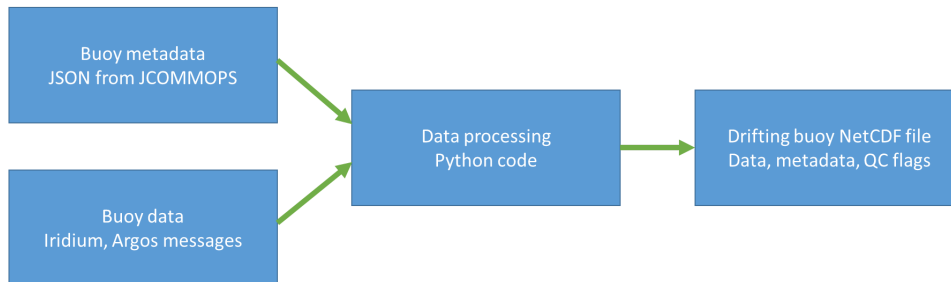 Buoy metadata
JSON from JCOMMOPS
Buoy data
Iridium, Argos messages
Data processing
Python code
Drifting buoy NetCDF file
Data, metadata, QC flags